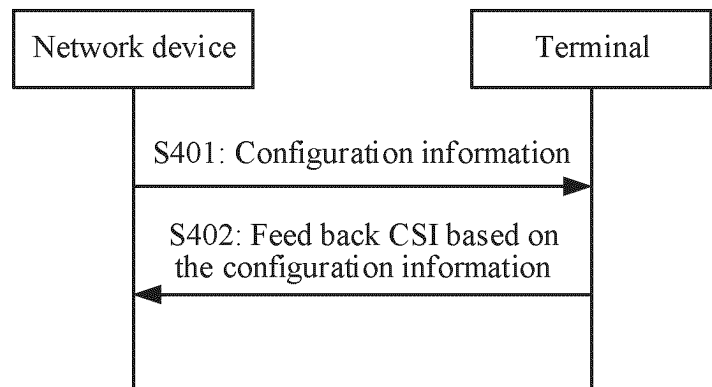 Network device
Terminal
S401: Configuration information
S402: Feed back CSI based on
the configuration information